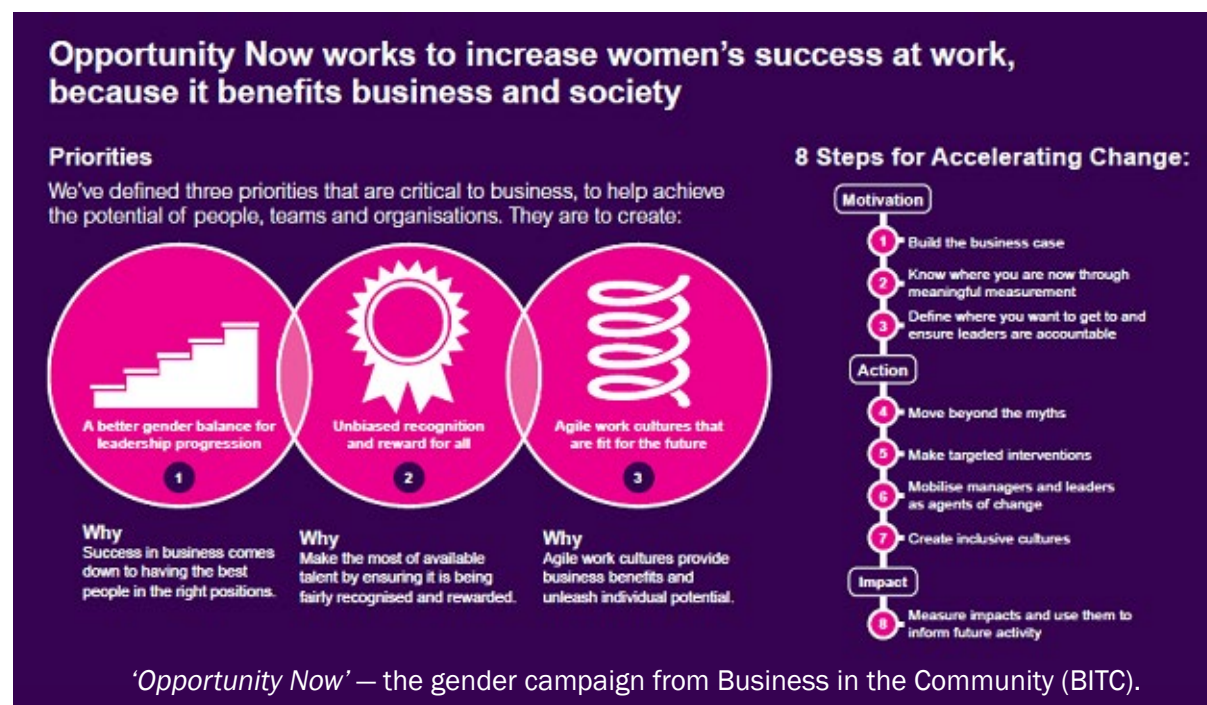 Opportunity Now works to increase women's success at work,
because it benefits business and society
Priorities
We've defined three priorities that are critical to business, to help achieve
the potential of people, teams and organisations. They are to create:
A better gender balance for
leadership progression
1
Unbiased recognition
and reward for all
2
Agile work cultures that
are fit for the future
3
Why
Success in business comes
down to having the best
people in the right positions.
Why
Make the most of available
talent by ensuring it is being
fairly recognised and rewarded.
Why
Agile work cultures provide
business benefits and
unleash individual potential.
8 Steps for Accelerating Change:
Motivation
1 Build the business case
2 Know where you are now through
meaningful measurement
3 Define where you want to get to and
ensure leaders are accountable
Action
4 Move beyond the myths
5 Make targeted interventions
6 Mobilise managers and leaders
as agents of change
7 Create inclusive cultures
Impact
8 Measure impacts and use them to
inform future activity
'Opportunity Now' — the gender campaign from Business in the Community (BITC).